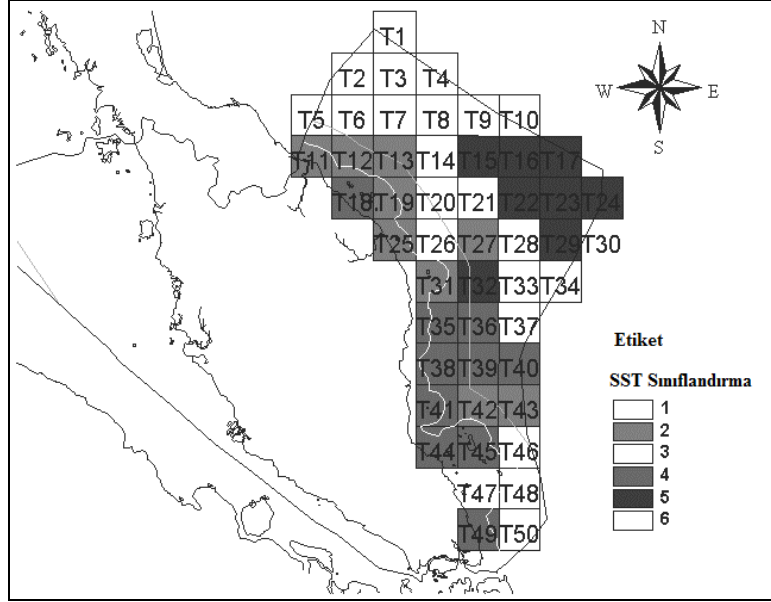 T1
N
T2 T3 T4
W E
T5 T6 T7 T8 T9 T10
S
T11 T12 T13 T14 T15 T16 T17
T18 T19 T20 T21 T22 T23 T24
T25 T26 T27 T28 T29 T30
T31 T32 T33 T34
T35 T36 T37
Etiket
T38 T39 T40
SST Sınıflandırma
T41 T42 T43
1
2
T44 T45 T46
3
4
T47 T48
5
6
T49 T50